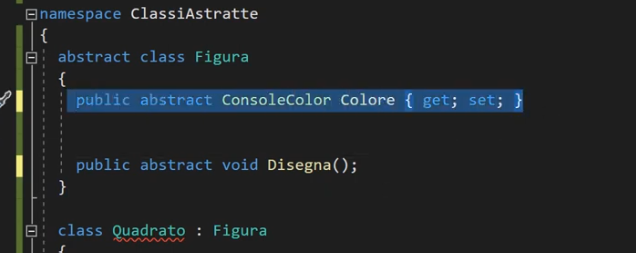 namespace ClassiAstratte
{
abstract class Figura
{
public abstract ConsoleColor Colore { get; set; }
public abstract void Disegna();
}
class Quadrato : Figura
{